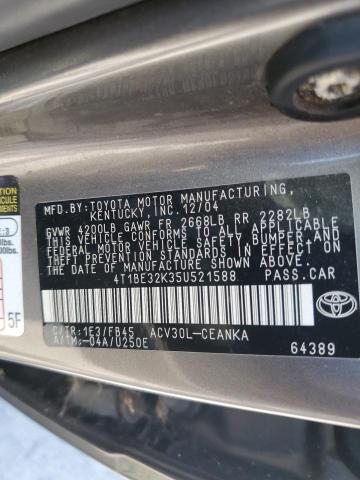 MFD.BY:TOYOTA MOTOR MANUFACTURING,
KENTUCKY, INC. 12/04
GVWR 4200LB GAWR FR 2668LB RR 2282LB
THIS VEHICLE CONFORMS TO ALL APPLICABLE
FEDERAL MOTOR VEHICLE SAFETY BUMPER, AND
THEFT PREVENTION STANDARDS IN EFFECT ON
THE DATE OF MANUFACTURE SHOWN ABOVE.
4T1BE32K35U521588 PASS.CAR
C/TR:1E3/FB45 ACV30L-CEANKA
A/TM:-04A/U250E
64389
TOYOTA
5F